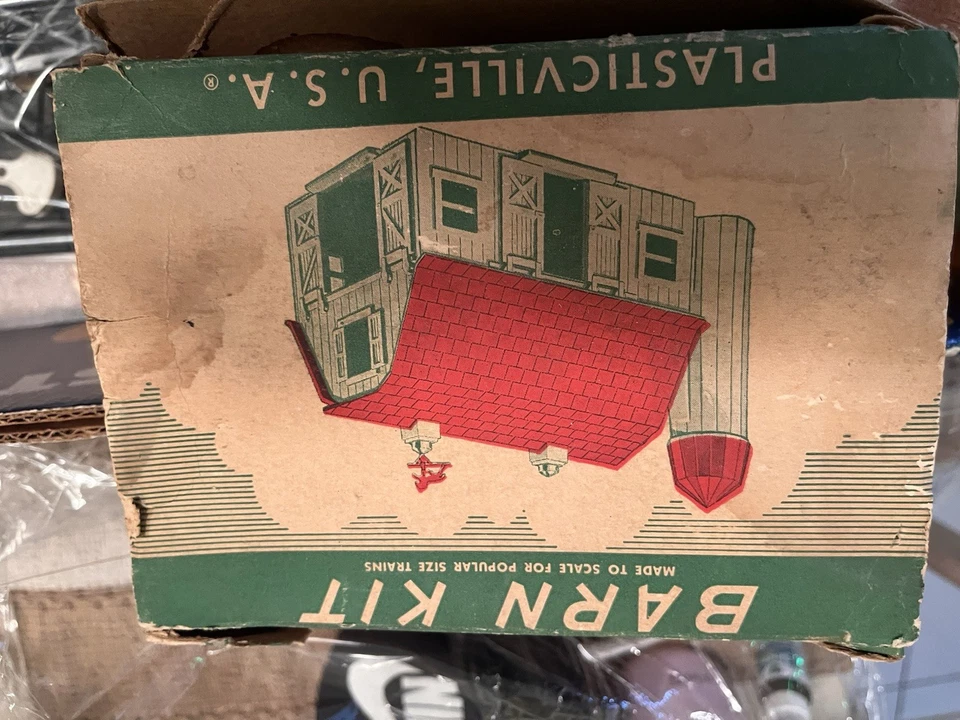 BARN KIT
MADE TO SCALE FOR POPULAR SIZE TRAINS
PLASTICVILLE, U.S.A.®